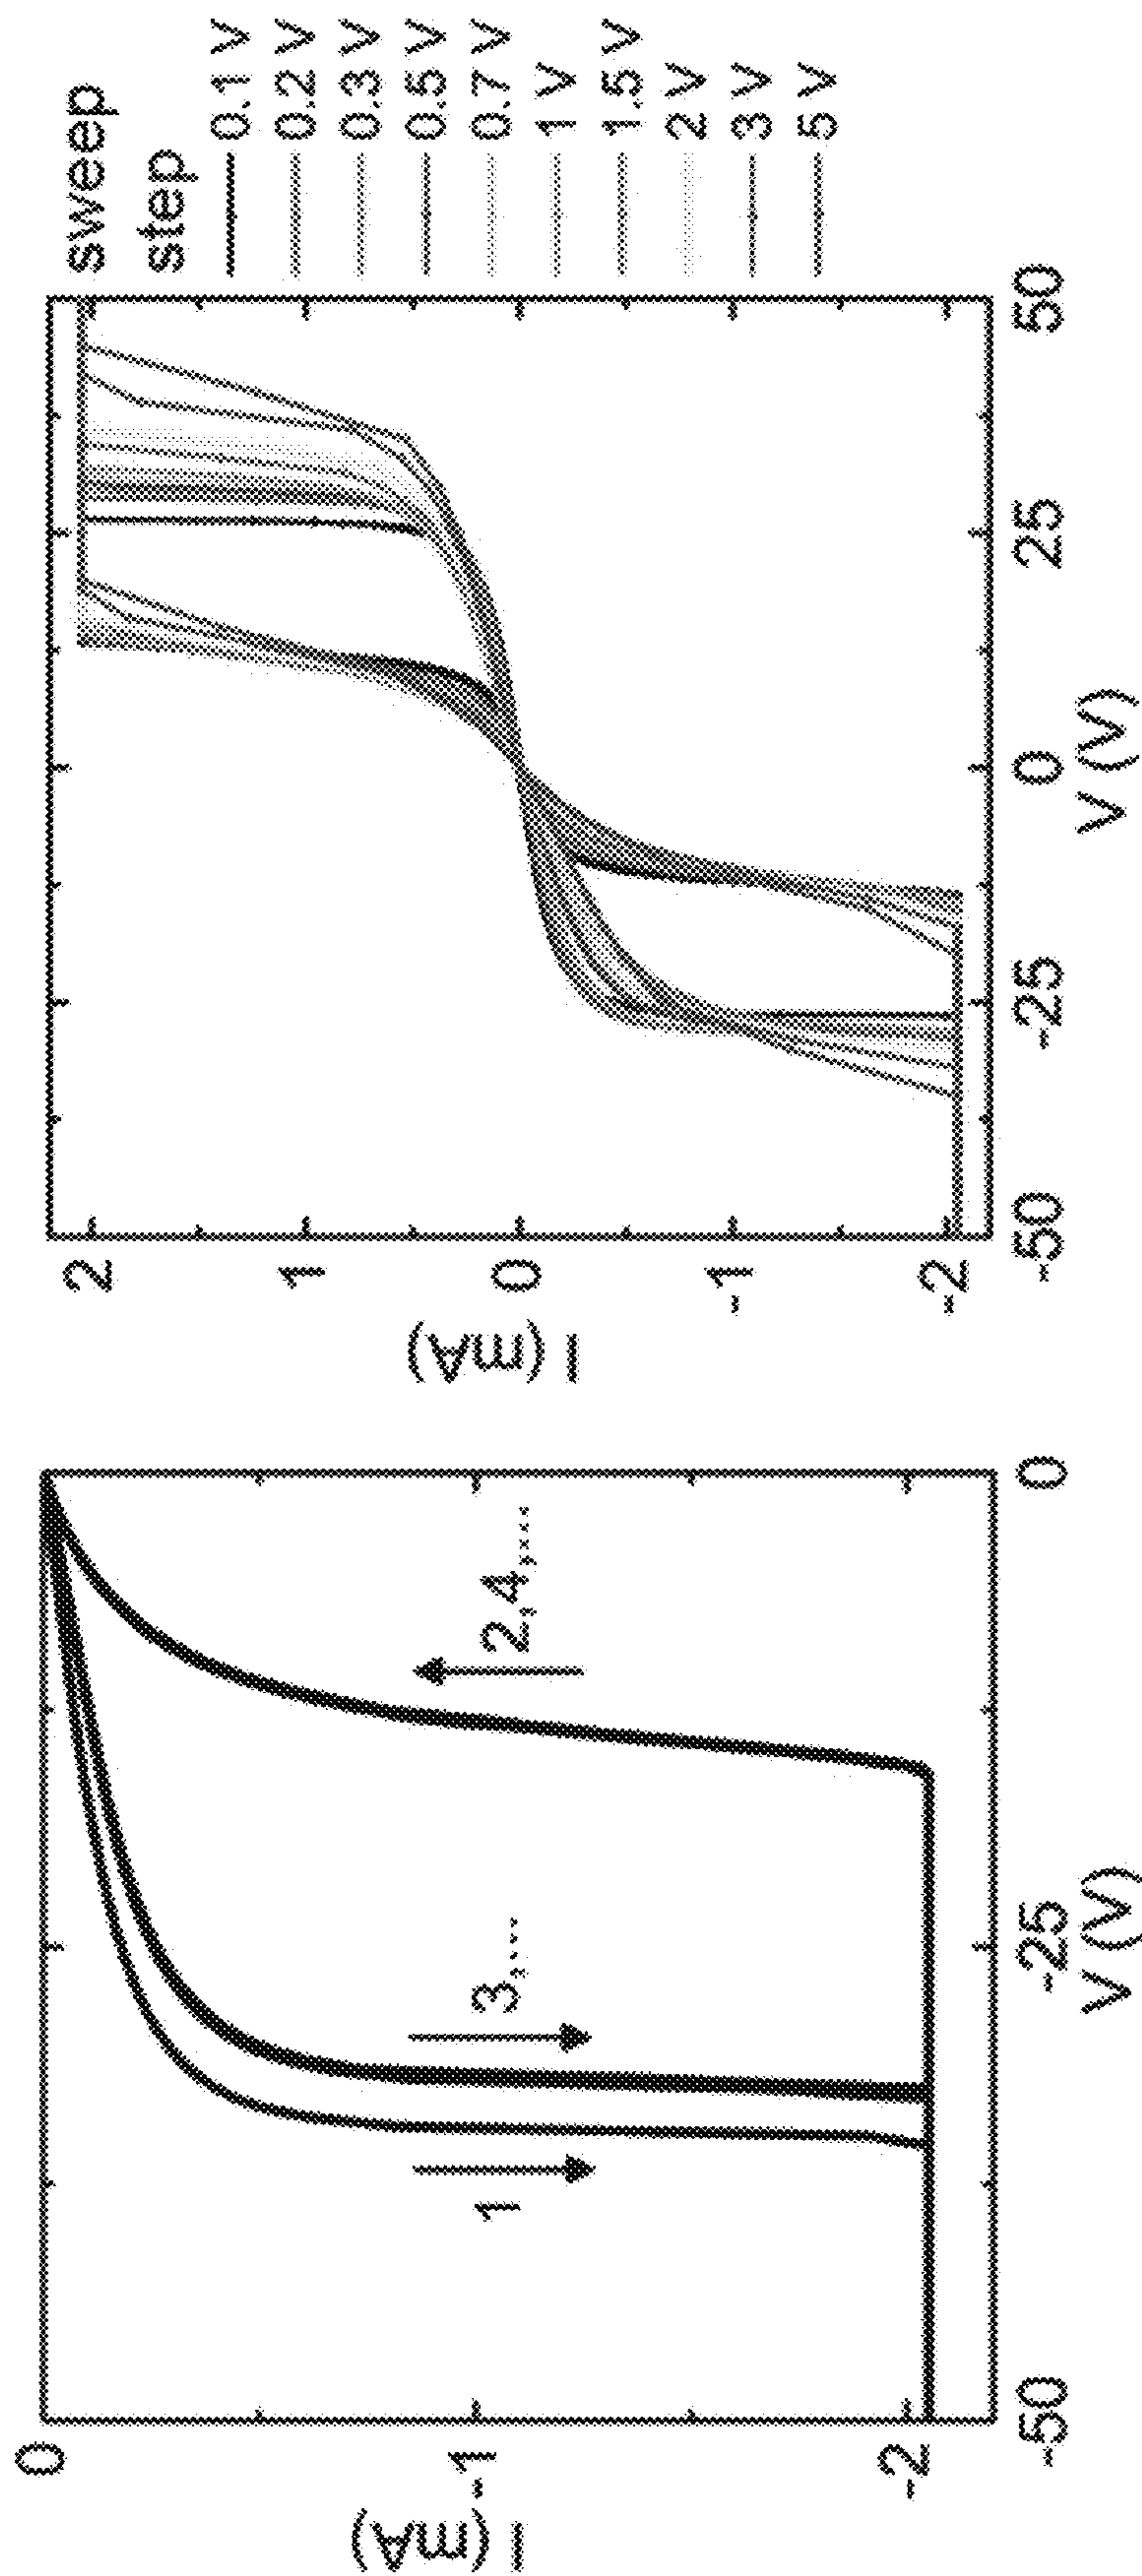 I (mA)
0
-1
-2
-50
-25
0
V (V)
1
3,....
2,4,....
I (mA)
2
1
0
-1
-2
-50
-25
0
25
50
V (V)
sweep
step
0.1 V
0.2 V
0.3 V
0.5 V
0.7 V
1 V
1.5 V
2 V
3 V
5 V